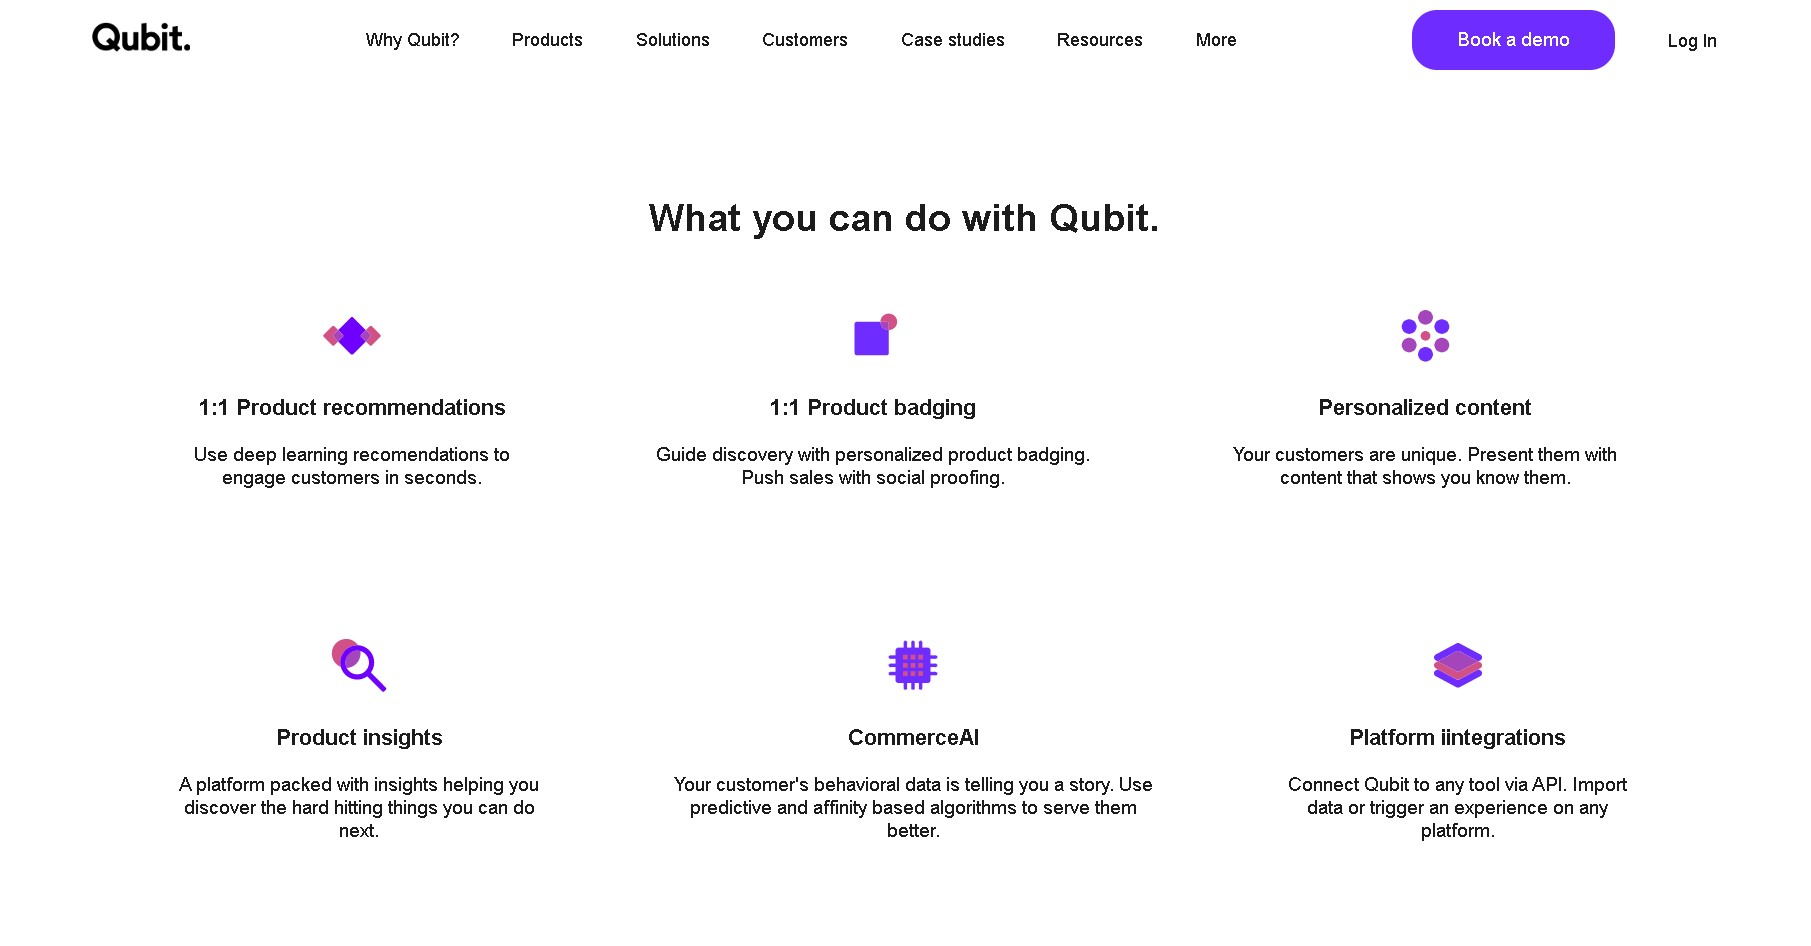 Qubit.
Why Qubit?
Products
Solutions
Customers
Case studies
Resources
More
Book a demo
Log In
What you can do with Qubit.
1:1 Product recommendations
Use deep learning recomendations to
engage customers in seconds.
1:1 Product badging
Guide discovery with personalized product badging.
Push sales with social proofing.
Personalized content
Your customers are unique. Present them with
content that shows you know them.
Product insights
A platform packed with insights helping you
discover the hard hitting things you can do
next.
CommerceAI
Your customer's behavioral data is telling you a story. Use
predictive and affinity based algorithms to serve them
better.
Platform iintegrations
Connect Qubit to any tool via API. Import
data or trigger an experience on any
platform.